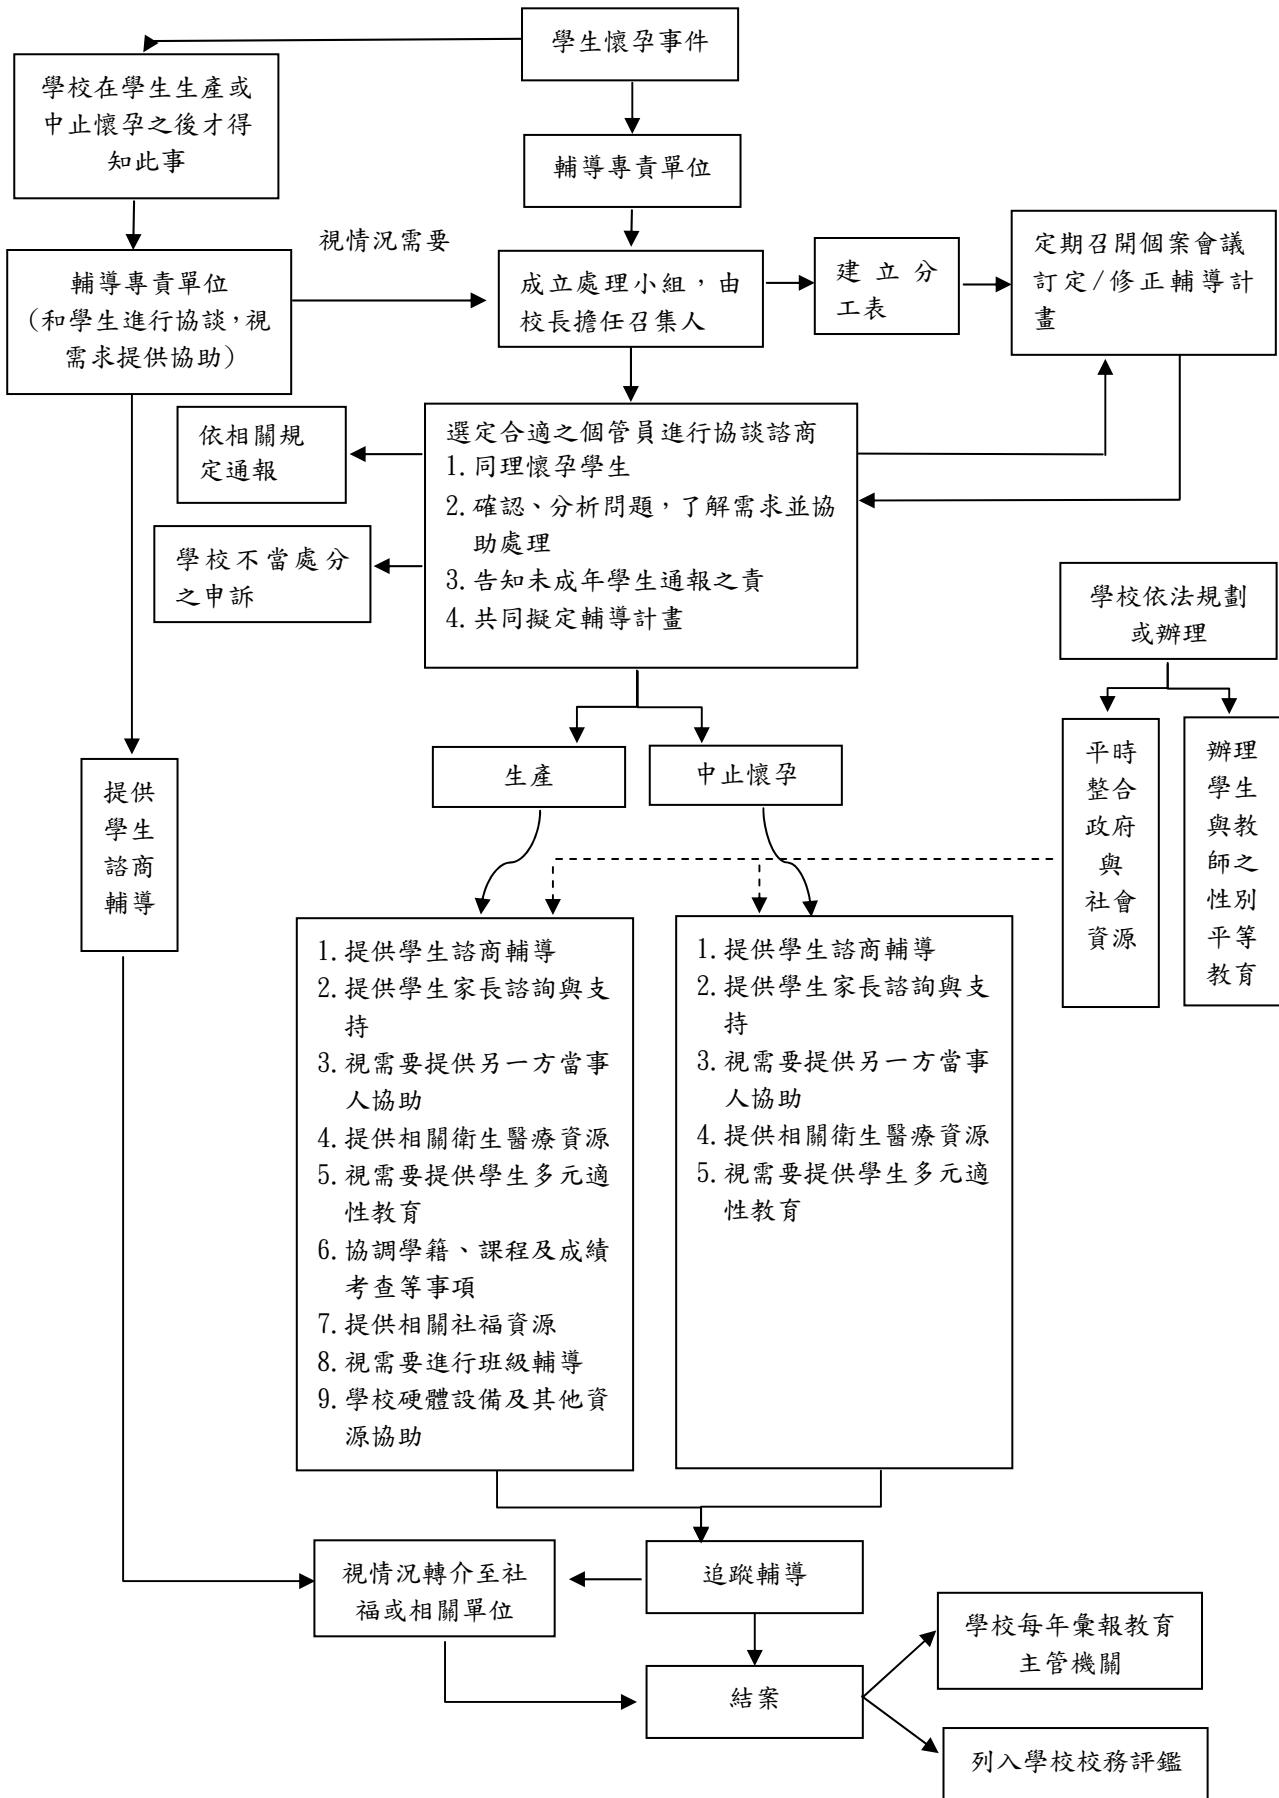 學生懷孕事件
學校在學生生產或
中止懷孕之後才得
知此事
輔導專責單位
視情況需要
輔導專責單位
(和學生進行協談,視
需求提供協助)
成立處理小組,由
校長擔任召集人
建立分
工表
定期召開個案會議
訂定/修正輔導計
畫
依相關規
定通報
學校不當處分
之申訴
選定合適之個管員進行協談諮商
1.同理懷孕學生
2.確認、分析問題,了解需求並協
助處理
3.告知未成年學生通報之責
4.共同擬定輔導計畫
學校依法規劃
或辦理
平時
整合
政府
與
社會
資源
辦理
學生
與教
師之
性別
平等
教育
生產
中止懷孕
提供
學生
諮商
輔導
1.提供學生諮商輔導
2.提供學生家長諮詢與支
持
3.視需要提供另一方當事
人協助
4.提供相關衛生醫療資源
5.視需要提供學生多元適
性教育
6.協調學籍、課程及成績
考查等事項
7.提供相關社福資源
8.視需要進行班級輔導
9.學校硬體設備及其他資
源協助
1.提供學生諮商輔導
2.提供學生家長諮詢與支
持
3.視需要提供另一方當事
人協助
4.提供相關衛生醫療資源
5.視需要提供學生多元適
性教育
視情況轉介至社
福或相關單位
追蹤輔導
結案
學校每年彙報教育
主管機關
列入學校校務評鑑